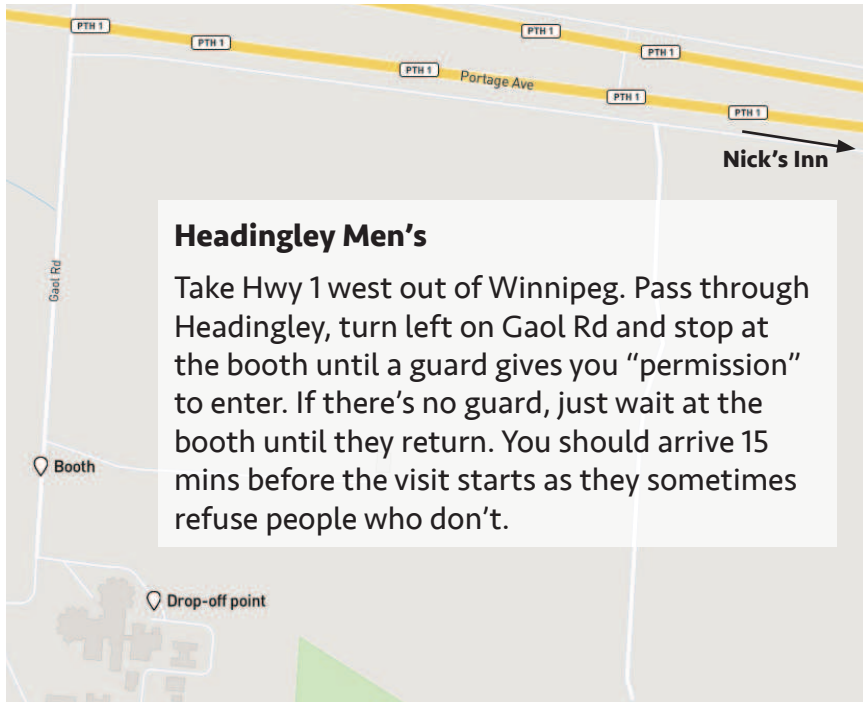 PTH 1
PTH 1
PTH 1
PTH 1
PTH 1
Portage Ave
PTH 1
PTH 1
Nick’s Inn
Headingley Men’s
Take Hwy 1 west out of Winnipeg. Pass through
Headingley, turn left on Gaol Rd and stop at
the booth until a guard gives you “permission”
to enter. If there’s no guard, just wait at the
booth until they return. You should arrive 15
mins before the visit starts as they sometimes
refuse people who don’t.
Gaol Rd
Booth
Drop-off point